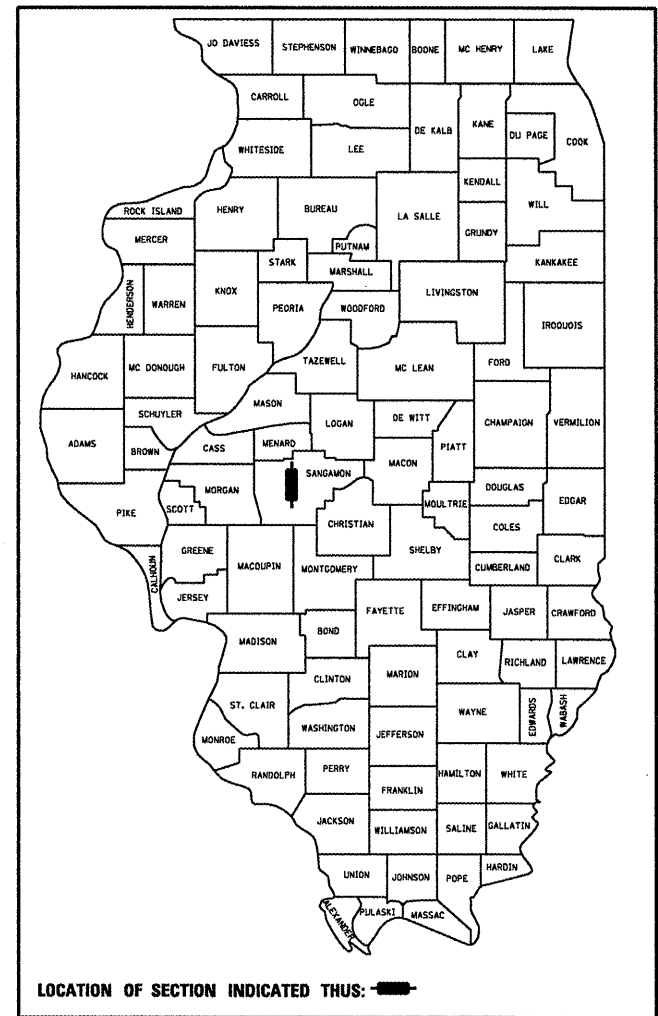 JO DAVIESS
STEPHENSON
WINNEBAGO
BOONE
MC HENRY
LAKE
CARROLL
OGLE
DE KALB
KANE
DU PAGE
COOK
WHITESIDE
LEE
KENDALL
WILL
ROCK ISLAND
HENRY
BUREAU
LA SALLE
GRUNDY
MERCER
PUTNAM
STARK
MARSHALL
KANKAKEE
HENDERSON
WARREN
KNOX
PEORIA
WOODFORD
LIVINGSTON
IROQUOIS
HANCOCK
MC DONOUGH
FULTON
TAZEWELL
MC LEAN
FORD
MASON
SCHUYLER
LOGAN
DE WITT
CHAMPAIGN
VERMILION
ADAMS
BROWN
CASS
MENARD
PIATT
MACON
SANGAMON
MORGAN
SCOTT
PIKE
CHRISTIAN
MOULTRIE
DOUGLAS
EDGAR
COLES
GREENE
MACOUPIN
MONTGOMERY
SHELBY
CUMBERLAND
CLARK
CALHOUN
JERSEY
FAYETTE
EFFINGHAM
JASPER
CRAWFORD
MADISON
BOND
CLAY
RICHLAND
LAWRENCE
CLINTON
MARION
ST. CLAIR
WAYNE
EDWARDS
WABASH
WASHINGTON
JEFFERSON
MONROE
RANDOLPH
PERRY
HAMILTON
WHITE
FRANKLIN
JACKSON
WILLIAMSON
SALINE
GALLATIN
UNION
JOHNSON
POPE
HARDIN
ALEXANDER
PULASKI
MASSAC
LOCATION OF SECTION INDICATED THUS: